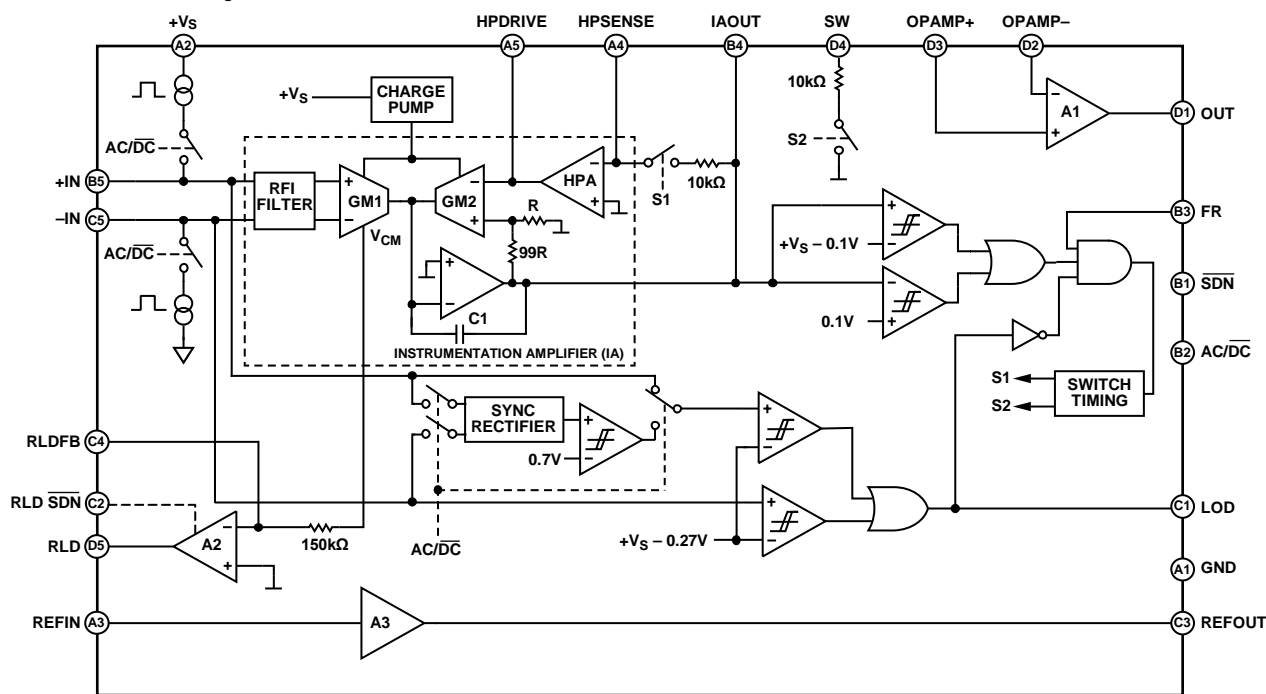 +VS
HPDRIVE
HPSENSE
IAOUT
SW
OPAMP+
OPAMP–
A2
A5
A4
B4
D4
D3
D2
10kΩ
+VS
CHARGE
PUMP
A1
D1
OUT
AC/DC
S2
+IN
B5
RFI
FILTER
+
–
GM1
–
GM2
+
–
HPA
+
S1
10kΩ
–IN
C5
R
B3
FR
AC/DC
VCM
99R
+
–
+VS – 0.1V
C1
–
+
0.1V
B1
SDN
INSTRUMENTATION AMPLIFIER (IA)
B2
AC/DC
S1
S2
SWITCH
TIMING
SYNC
RECTIFIER
+
–
0.7V
+
–
RLDFB
C4
RLD SDN
C2
+
–
C1
LOD
RLD
D5
–
A2
+
150kΩ
AC/DC
+VS – 0.27V
A1
GND
REFIN
A3
A3
C3
REFOUT